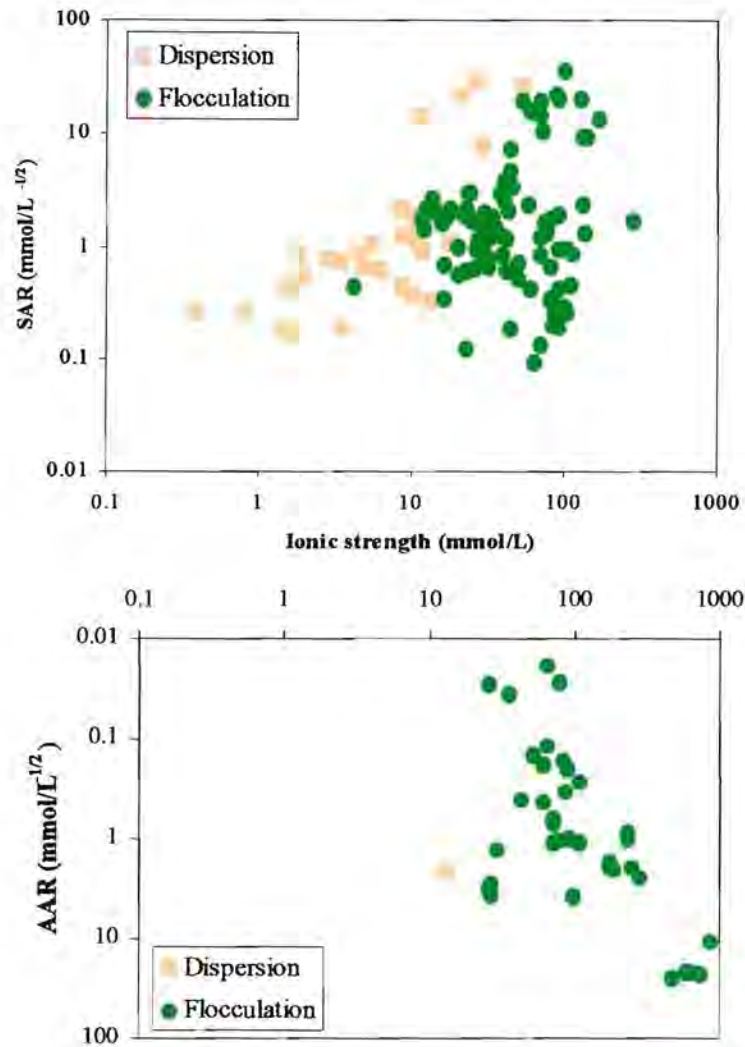 100
Dispersion
Flocculation
10
1
0.1
0.01
SAR (mmol/L -1/2)
0.1 1 10 100 1000
Ionic strength (mmol/L)
0.1 1 10 100 1000
0.01
0.1
1
10
100
AAR (mmol/L-1/2)
Dispersion
Flocculation